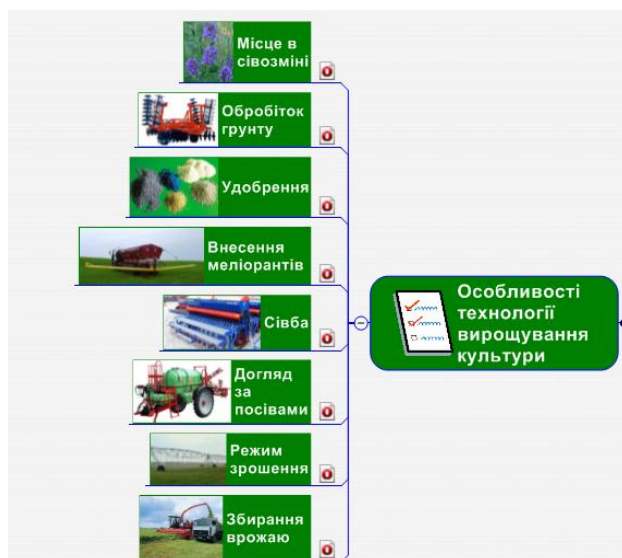 Місце в
сівозміні
Обробіток
грунту
Удобрення
Внесення
меліорантів
Сівба
Догляд
за
посівами
Режим
зрошення
Збирання
врожаю
Особливості
технології
вирощування
культури